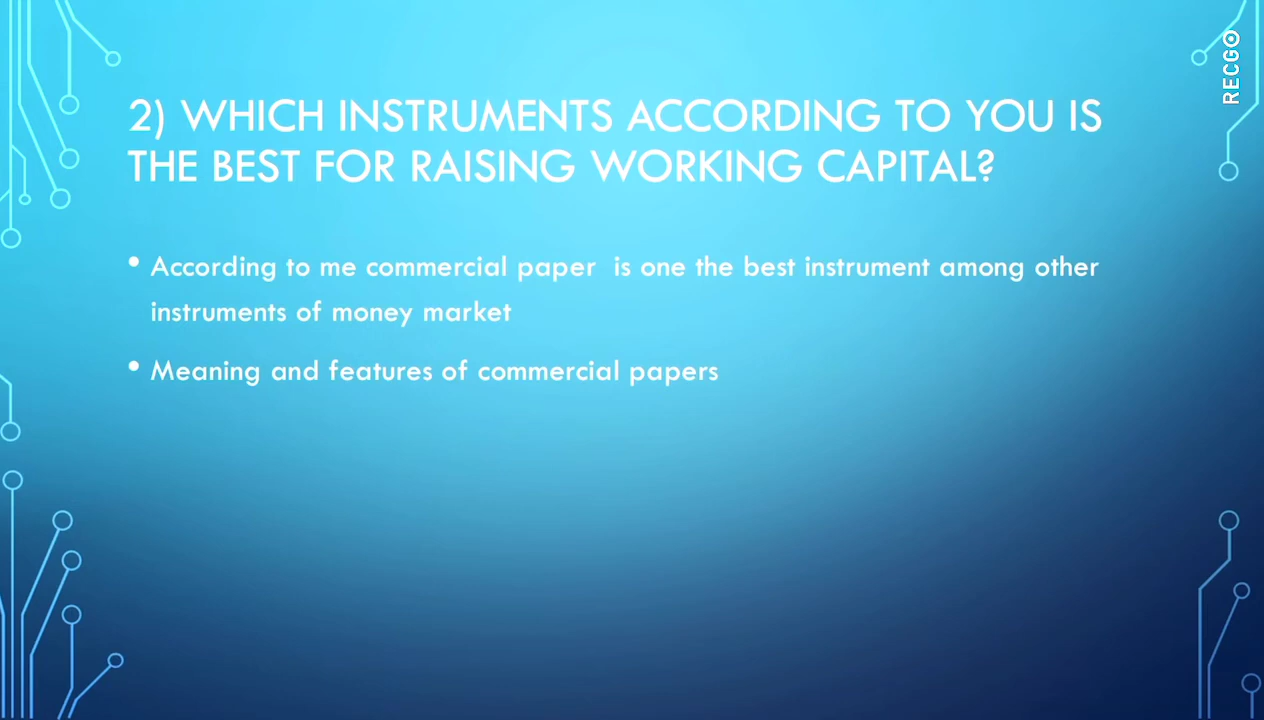 RECGO
2) WHICH INSTRUMENTS ACCORDING TO YOU IS
THE BEST FOR RAISING WORKING CAPITAL?
• According to me commercial paper  is one the best instrument among other
instruments of money market
• Meaning and features of commercial papers